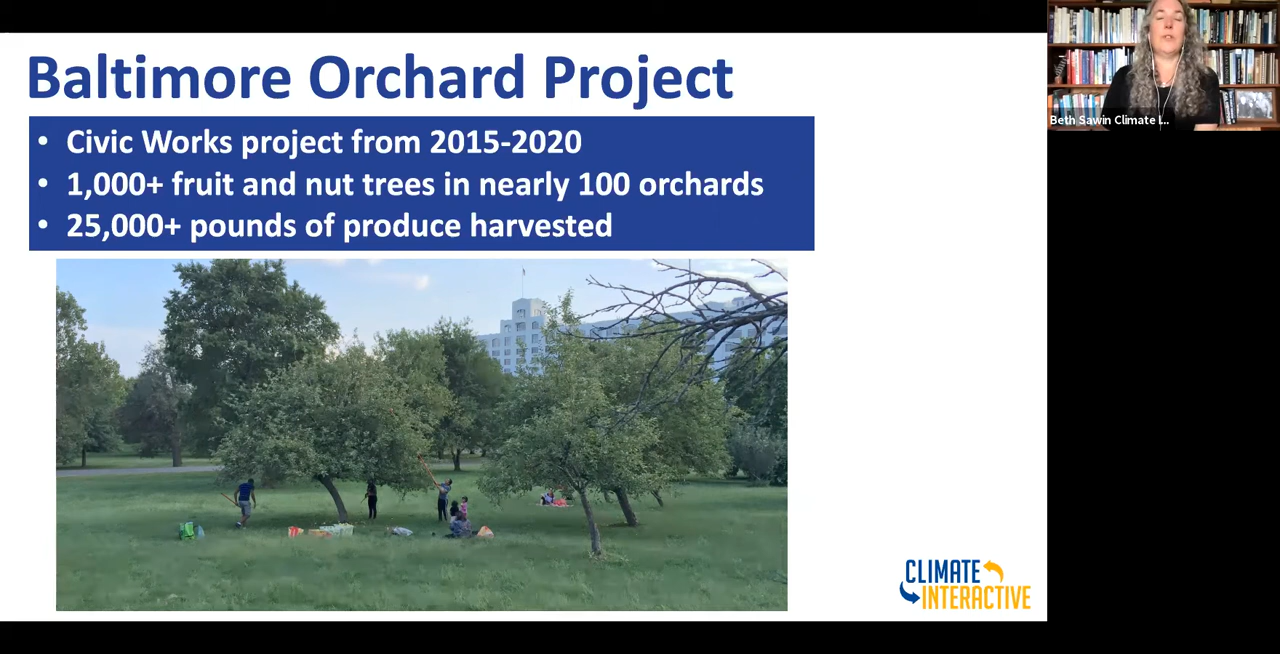 Baltimore Orchard Project
• Civic Works project from 2015-2020
• 1,000+ fruit and nut trees in nearly 100 orchards
• 25,000+ pounds of produce harvested
Beth Sawin Climate I...
CLIMATE
INTERACTIVE